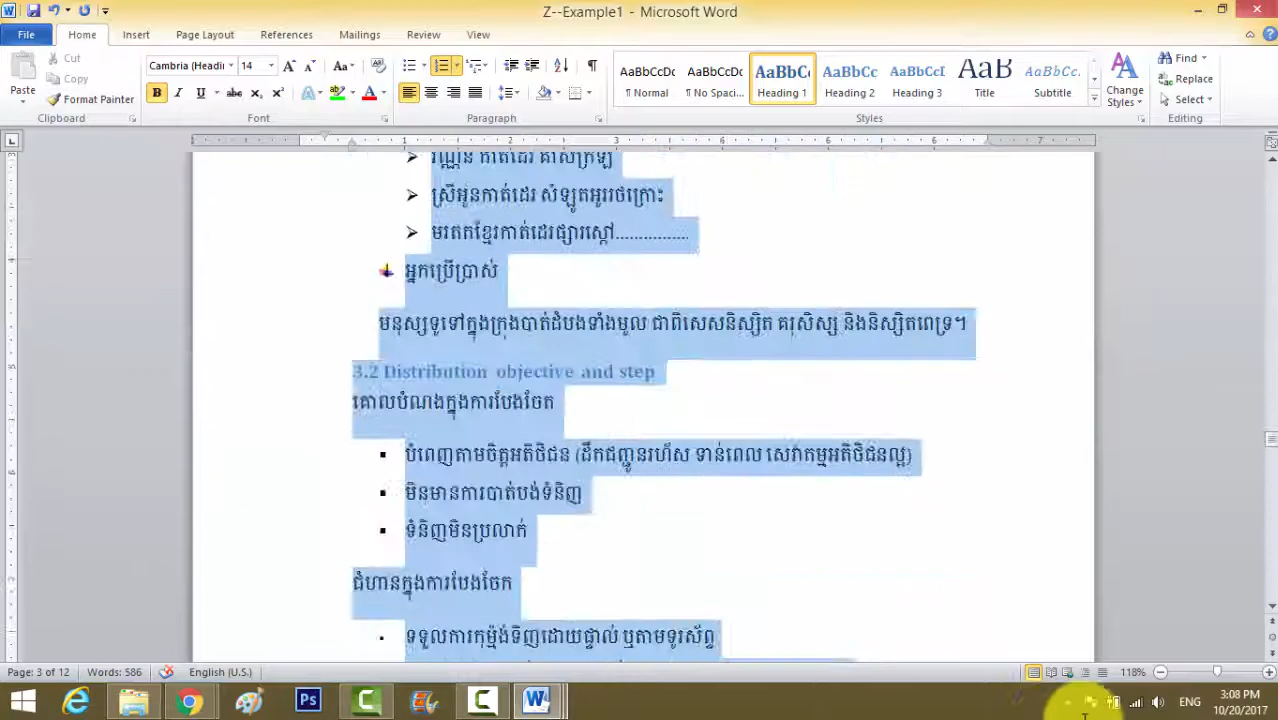 Z--Example1 - Microsoft Word
File Home Insert Page Layout References Mailings Review View
Cut
Copy
Format Painter
Paste
Clipboard
Cambria (Headi 14
Font
Paragraph
AaBbCcDc AaBbCcDc AaBbC AaBbCc AaBbCcI AaB AaBbCc.
¶ Normal ¶ No Spaci... Heading 1 Heading 2 Heading 3 Title Subtitle
Change Styles
Styles
Find
Replace
Select
Editing
កាត់ដេរ
ស្រីអូនកាត់ដេរ សំឡូតអូររថក្រោះ
មរតកខ្មែរកាត់ដេរផ្សារស្តៅ................
អ្នកប្រើប្រាស់
មនុស្សទូទៅក្នុងក្រុងបាត់ដំបងទាំងមូល ជាពិសេសនិស្សិត គរុសិស្ស និងនិស្សិតពេទ្រ។
3.2 Distribution objective and step
គោលបំណងក្នុងការបែងចែត
បំពេញតាមចិត្តអតិថិជន (ដឹកជញ្ជូនរហ័ស ទាន់ពេល សេវាកម្មអតិថិជនល្អ)
មិនមានការបាត់បង់ទំនិញ
ទំនិញមិនប្រលាក់
ជំហានក្នុងការបែងចែក
ទទួលការកុម្ម៉ង់ទិញដោយផ្ទាល់ ឬតាមទូរស័ព្ទ
Page: 3 of 12 Words: 586 English (U.S.) 118%
ENG 3:08 PM
10/20/2017